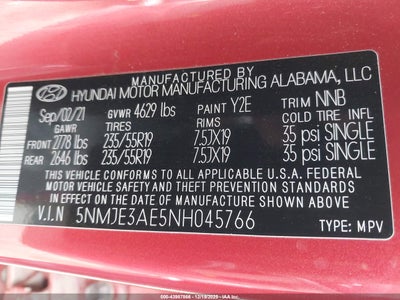 MANUFACTURED BY
HYUNDAI MOTOR MANUFACTURING ALABAMA, LLC
Sep/02/21 GVWR 4629 lbs PAINT Y2E TRIM NNB
GAWR TIRES RIMS COLD TIRE INFL
FRONT 2778 lbs 235/55R19 7.5JX19 35 psi SINGLE
REAR 2646 lbs 235/55R19 7.5JX19 35 psi SINGLE
THIS VEHICLE CONFORMS TO ALL APPLICABLE U.S.A. FEDERAL
MOTOR VEHICLE SAFETY, BUMPER, AND THEFT PREVENTION
STANDARDS IN EFFECT ON THE DATE OF MANUFACTURE
SHOWN ABOVE.
V.I.N 5NMJE3AE5NH045766
TYPE: MPV